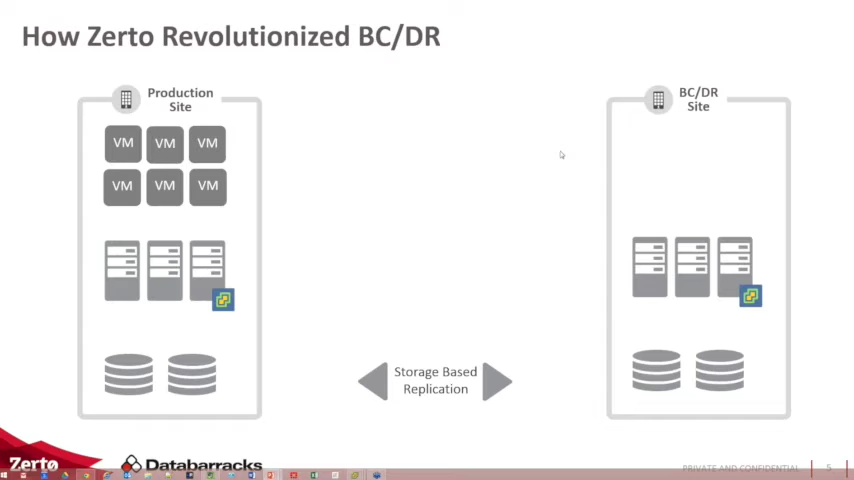 How Zerto Revolutionized BC/DR
Production
Site
BC/DR
Site
VM
VM
VM
VM
VM
VM
Storage Based
Replication
Zerto
Databarracks
PRIVATE AND CONFIDENTIAL
5